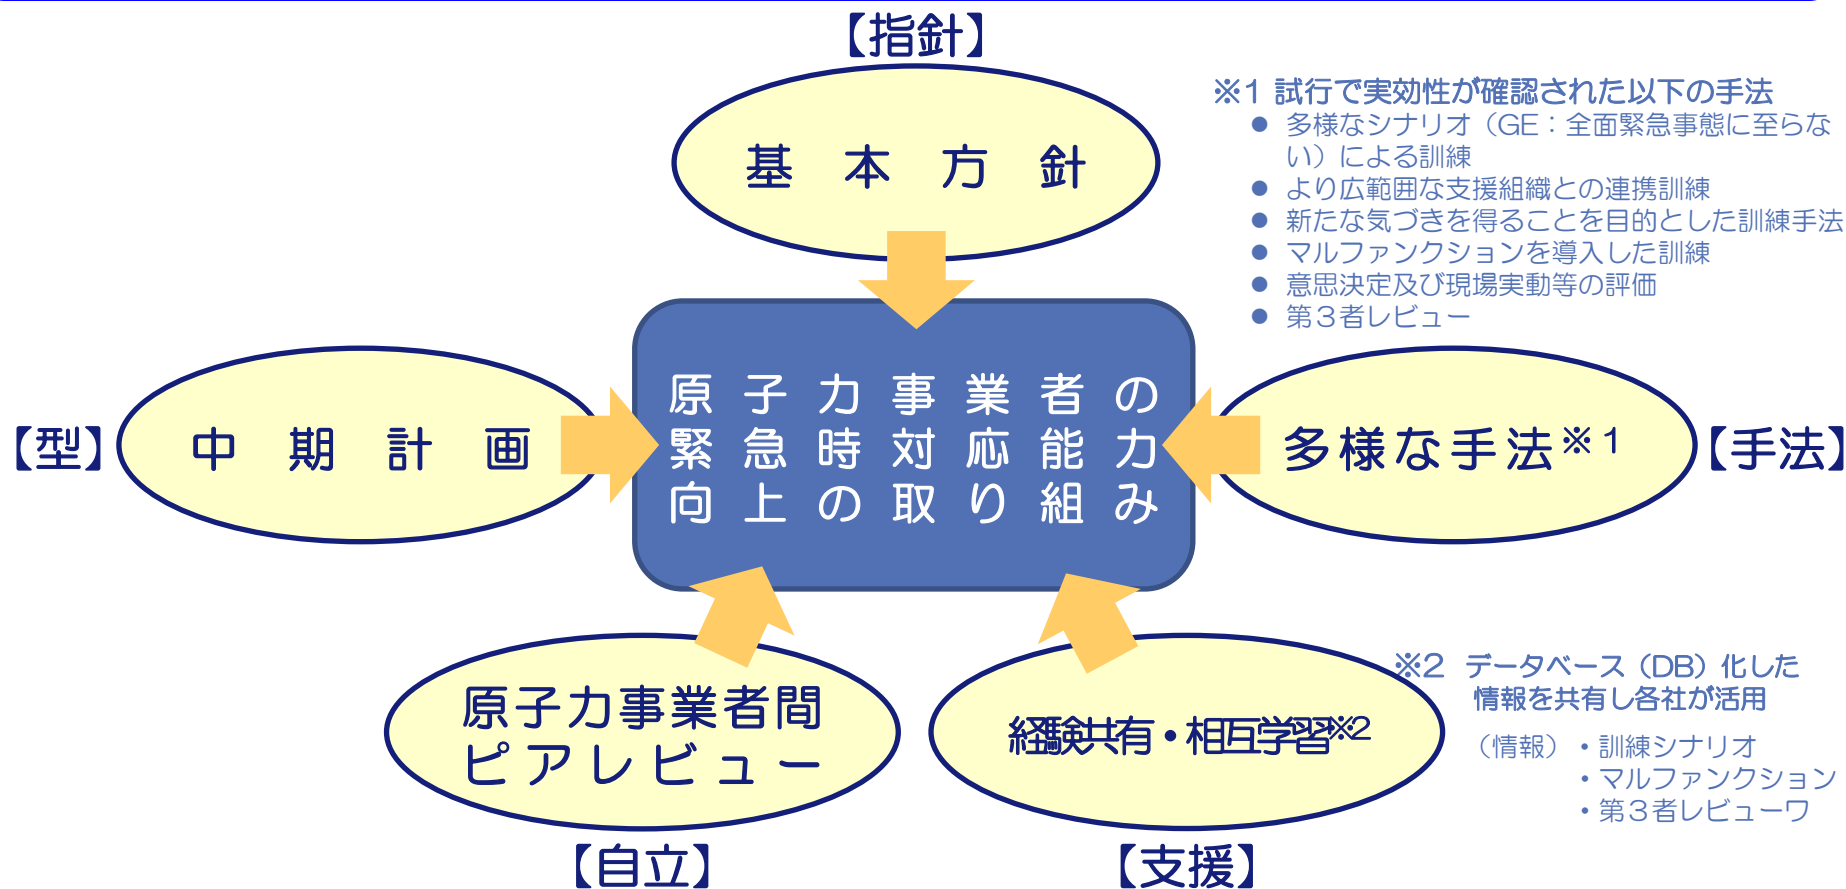 【指針】
基本方針
※1 試行で実効性が確認された以下の手法
● 多様なシナリオ（GE：全面緊急事態に至らな
い）による訓練
● より広範囲な支援組織との連携訓練
● 新たな気づきを得ることを目的とした訓練手法
● マルファンクションを導入した訓練
● 意思決定及び現場実動等の評価
● 第３者レビュー
【型】
中期計画
原子力事業者の
緊急時対応能力
向上の取り組み
多様な手法※1
【手法】
原子力事業者間
ピアレビュー
【自立】
経験共有・相互学習※2
【支援】
※2 データベース（DB）化した
情報を共有し各社が活用
（情報）・訓練シナリオ
・マルファンクション
・第３者レビューワ